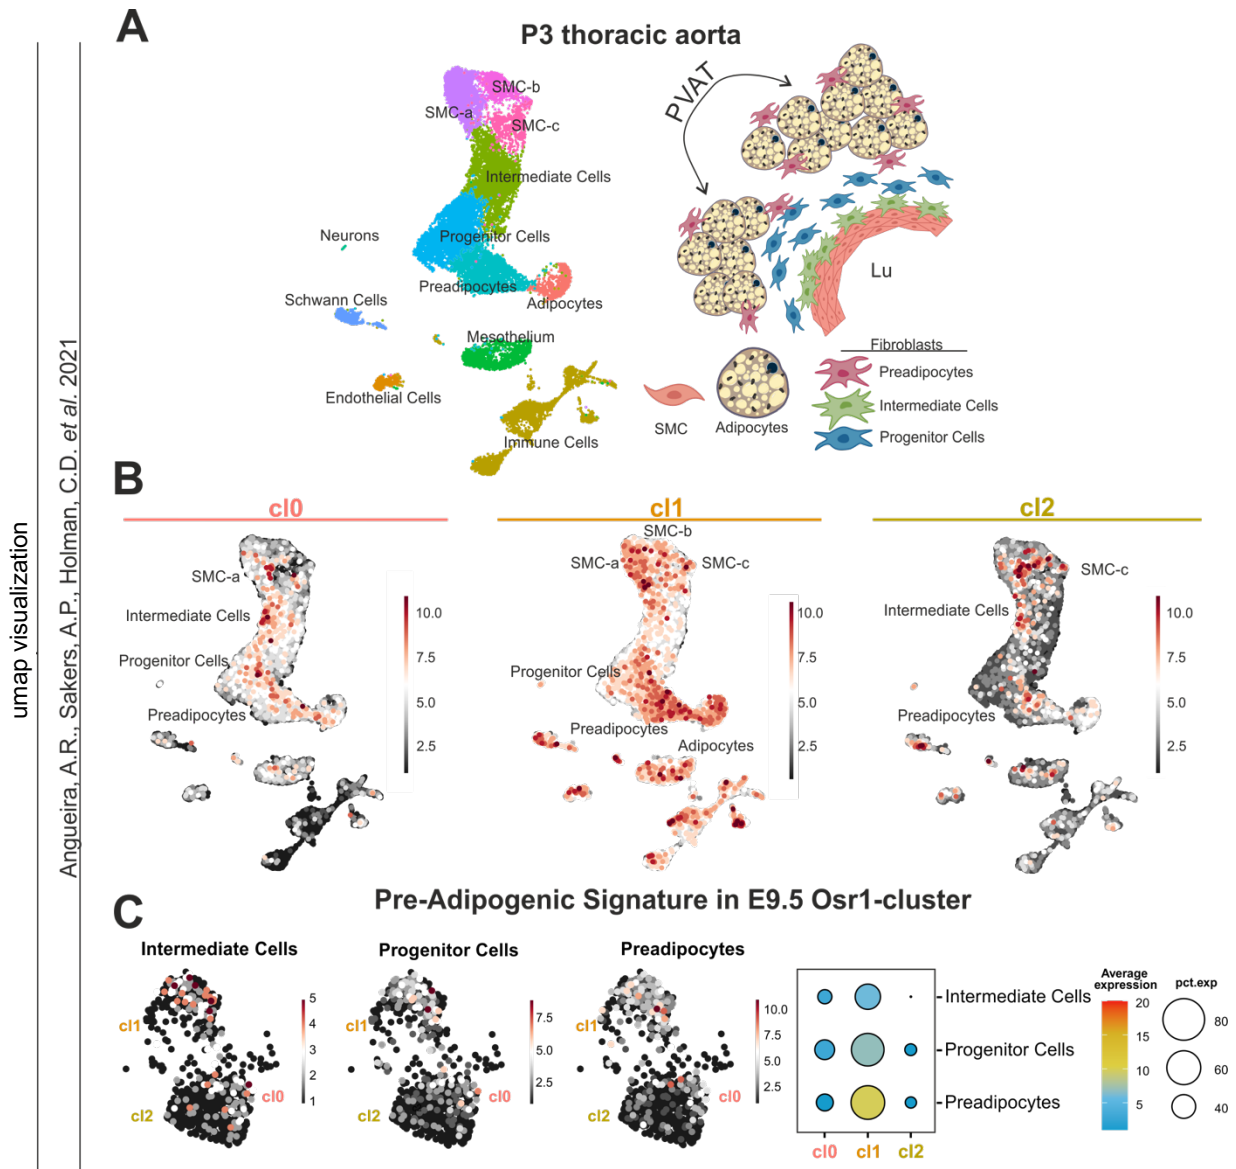 A
P3 thoracic aorta
SMC-b
SMC-a
SMC-c
Intermediate Cells
Progenitor Cells
Neurons
Preadipocytes
Adipocytes
Schwann Cells
Mesothelium
Endothelial Cells
Immune Cells
PVAT
Lu
SMC
Adipocytes
Fibroblasts
Preadipocytes
Intermediate Cells
Progenitor Cells
umap visualization
Angueira, A.R., Sakers, A.P., Holman, C.D. et al. 2021
B
cl0
SMC-a
Intermediate Cells
Progenitor Cells
Preadipocytes
10.0
7.5
5.0
2.5
cl1
SMC-b
SMC-a
SMC-c
Progenitor Cells
Preadipocytes
Adipocytes
10.0
7.5
5.0
2.5
cl2
SMC-c
Intermediate Cells
Preadipocytes
10.0
7.5
5.0
2.5
C
Pre-Adipogenic Signature in E9.5 Osr1-cluster
Intermediate Cells
cl1
cl2
cl0
5
4
3
2
1
Progenitor Cells
cl1
cl2
cl0
7.5
5.0
2.5
Preadipocytes
cl1
cl2
cl0
10.0
7.5
5.0
2.5
Intermediate Cells
Progenitor Cells
Preadipocytes
cl0 cl1 cl2
Average
expression
20
15
10
5
pct.exp
80
60
40